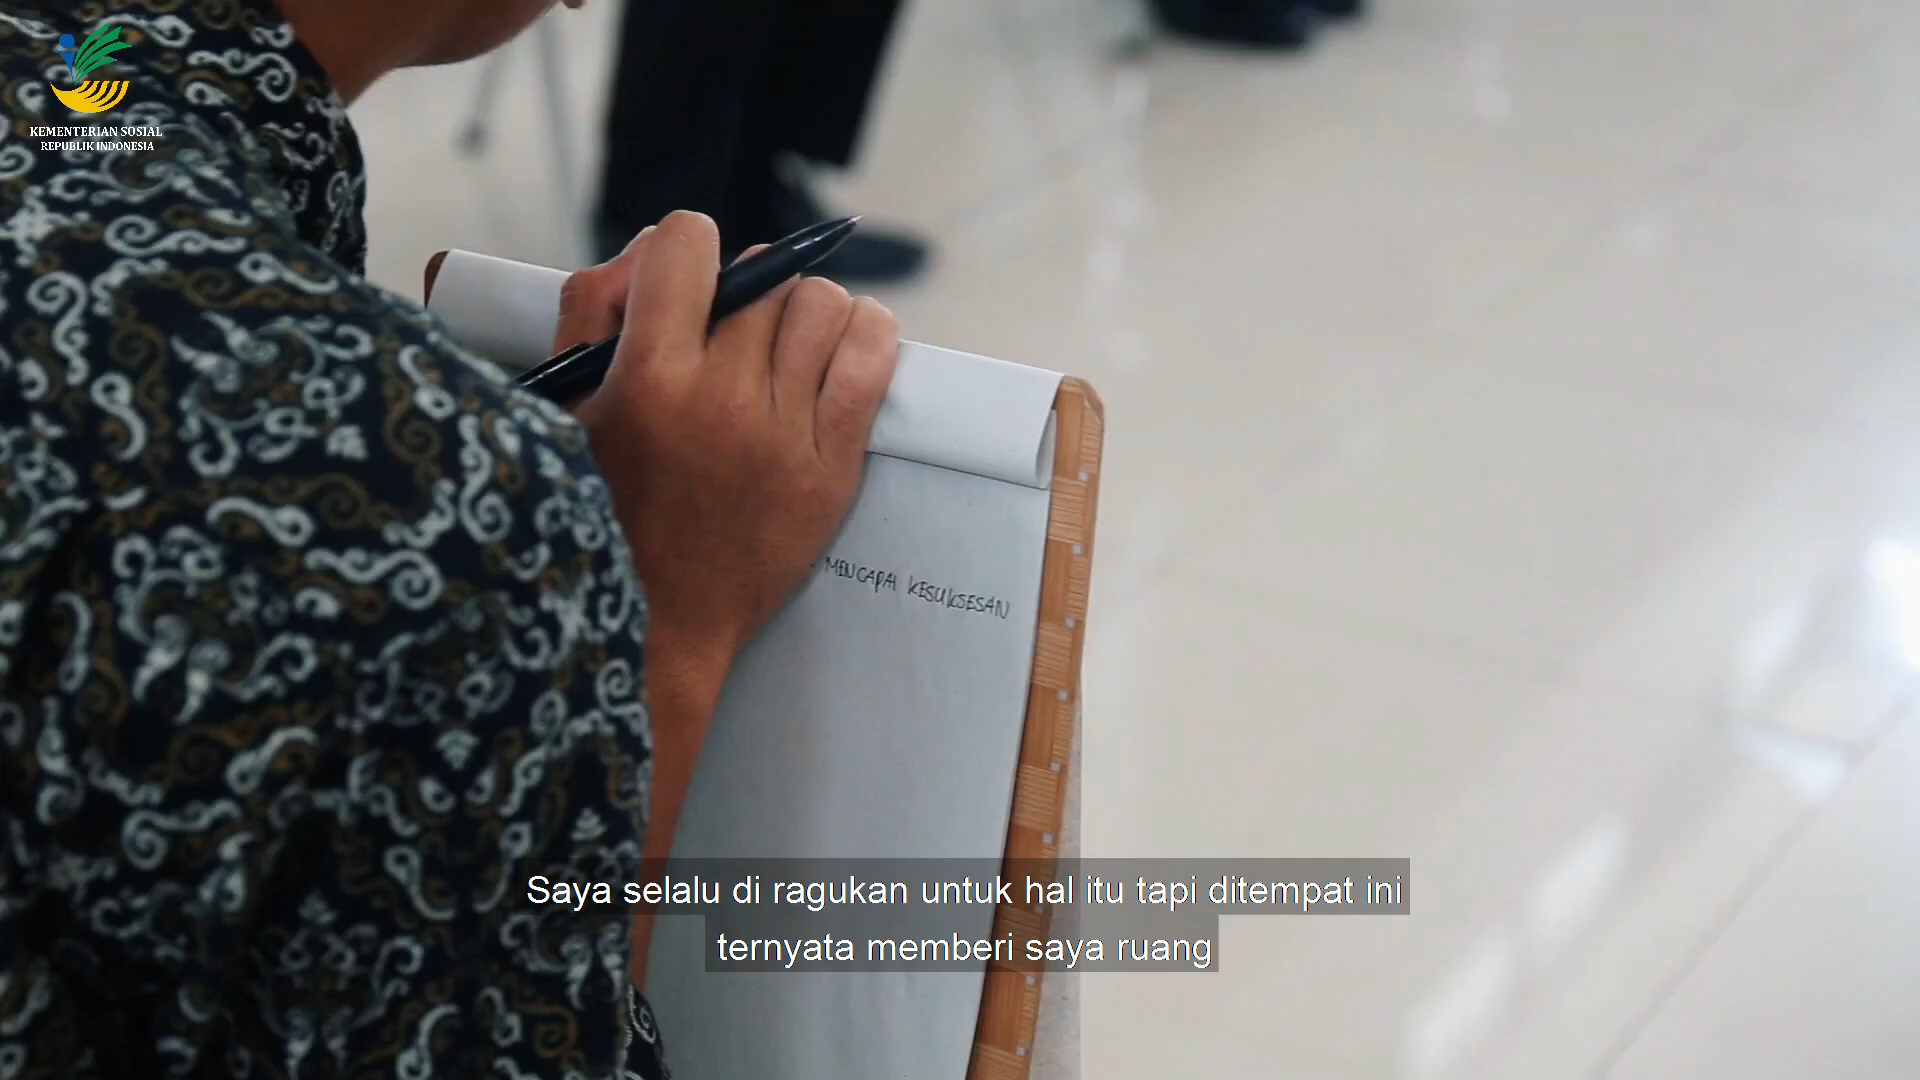 KEMENTERIAN SOSIAL
REPUBLIK INDONESIA
MENCAPAI KESUKSESAN
Saya selalu di ragukan untuk hal itu tapi ditempat ini
ternyata memberi saya ruang